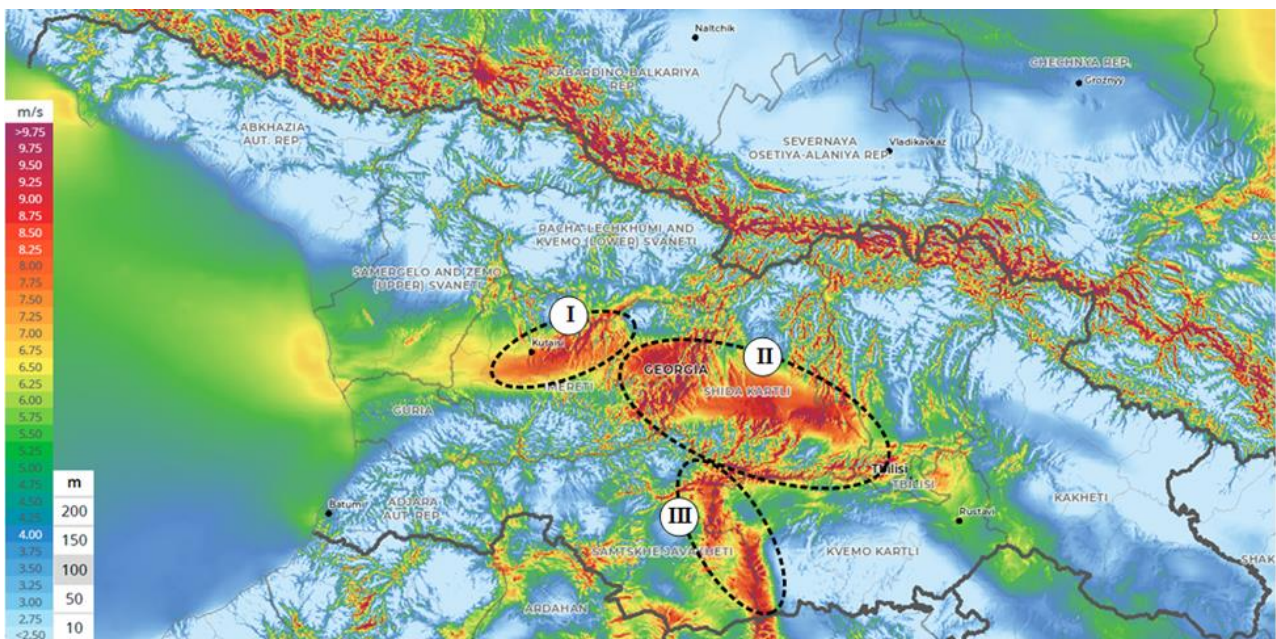 Naltchik
CHECHNYA REP.
Groznyy
KABARDINO-BALKARIYA
REP.
m/s
>9.75
9.75
9.50
9.25
9.00
8.75
8.50
8.25
8.00
7.75
7.50
7.25
7.00
6.75
6.50
6.25
6.00
5.75
5.50
5.25
5.00
4.75
4.50
4.25
4.00
3.75
3.50
3.25
3.00
2.75
<2.50
m
200
150
100
50
10
ABKHAZIA
AUT. REP.
SEVERNAYA
OSETIYA-ALANIYA REP.
Vladikavkaz
RACHA LECHKHUMI AND
KVEMO (LOWER) SVANETI
SAMERGELO AND ZEMO
(UPPER) SVANETI
I
Kutaisi
IMERETI
GURIA
II
GEORGIA
SHIDA KARTLI
Tbilisi
TBILISI
KAKHETI
Rustavi
Batumi
ADJARA
AUT. REP.
III
SAMTSKHE-JAVAKHETI
KVEMO KARTLI
ARDAHAN